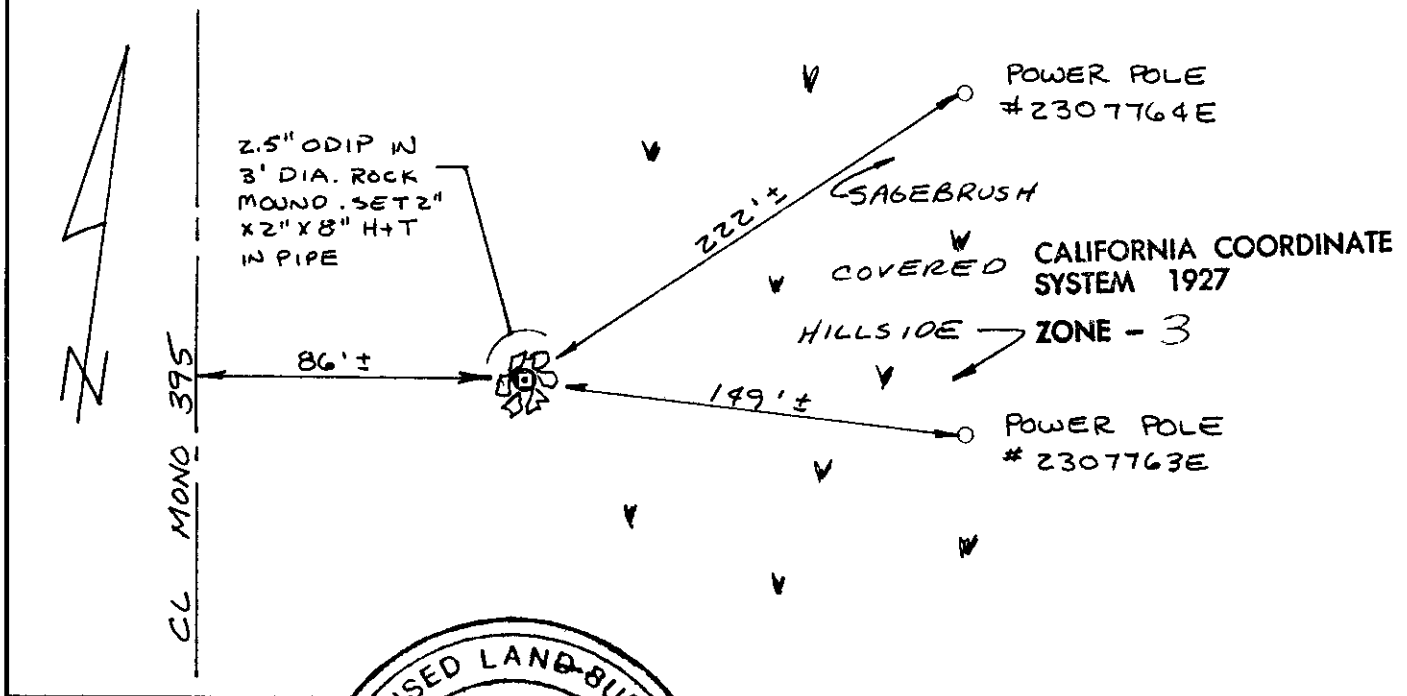 2.5" ODIP IN
3' DIA. ROCK
MOUND. SET 2"
X 2" X 8" H+T
IN PIPE
POWER POLE
#2307764E
222'±
SAGEBRUSH
COVERED
HILLSIDE
CALIFORNIA COORDINATE
SYSTEM 1927
ZONE - 3
86'±
149'±
POWER POLE
# 2307763E
CL MONO 395
N
LAND